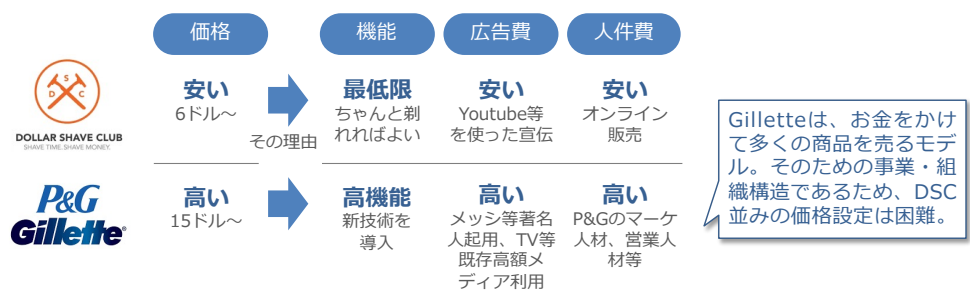 価格
機能
広告費
人件費
S
D
C
DOLLAR SHAVE CLUB
SHAVE TIME. SHAVE MONEY.
安い
6ドル～
その理由
最低限
ちゃんと剃
れればよい
安い
Youtube等
を使った宣伝
安い
オンライン
販売
P&G
Gillette
高い
15ドル～
高機能
新技術を
導入
高い
メッシ等著名
人起用、TV等
既存高額メ
ディア利用
高い
P&Gのマーケ
人材、営業人
材等
Gilletteは、お金をかけ
て多くの商品を売るモデ
ル。そのための事業・組
織構造であるため、DSC
並みの価格設定は困難。